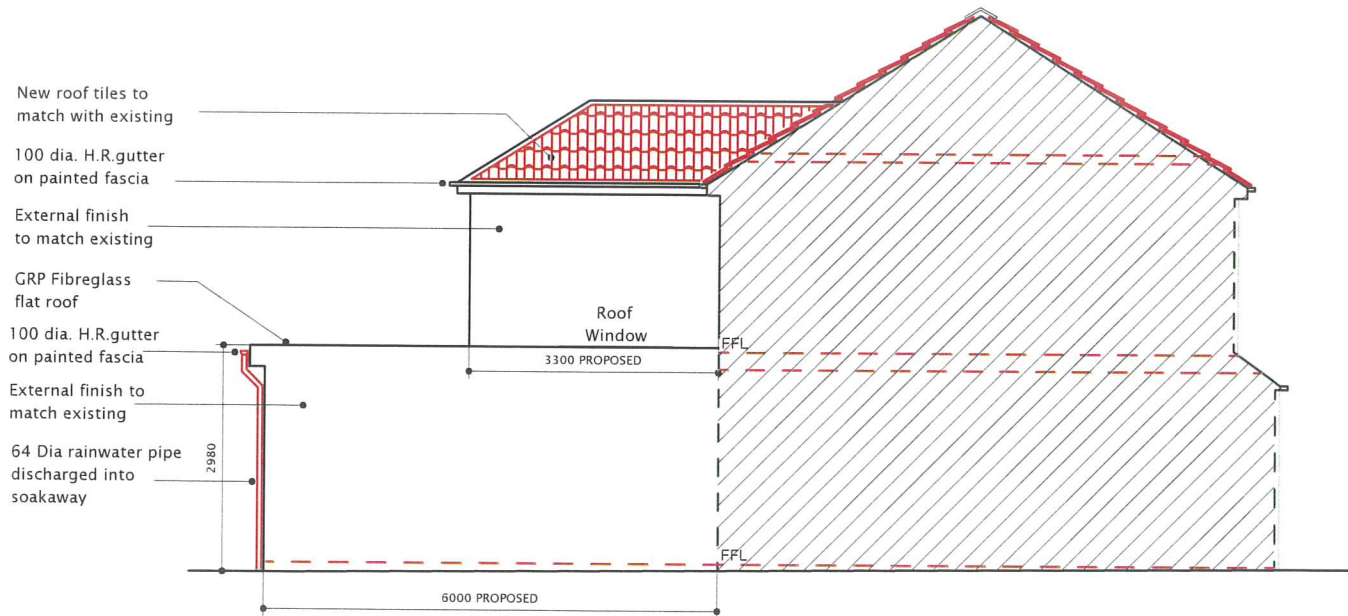 New roof tiles to
match with existing
100 dia. H.R.gutter
on painted fascia
External finish
to match existing
GRP Fibreglass
flat roof
100 dia. H.R.gutter
on painted fascia
External finish to
match existing
64 Dia rainwater pipe
discharged into
soakaway
2980
Roof
Window
3300 PROPOSED
FFL
FFL
6000 PROPOSED